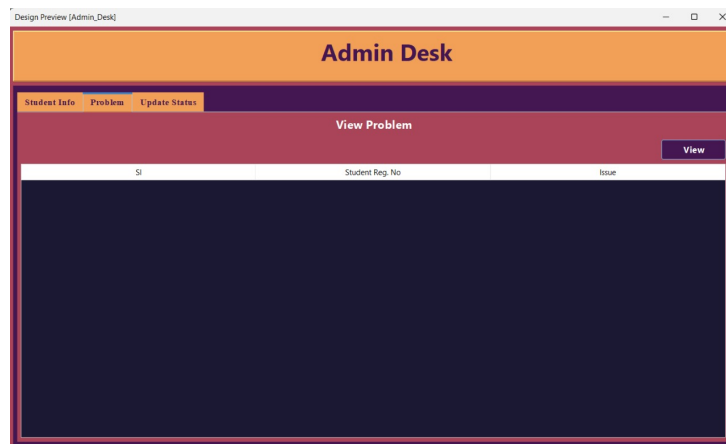 Design Preview [Admin_Desk]
Admin Desk
Student Info Problem Update Status
View Problem
View
Sl Student Reg. No Issue